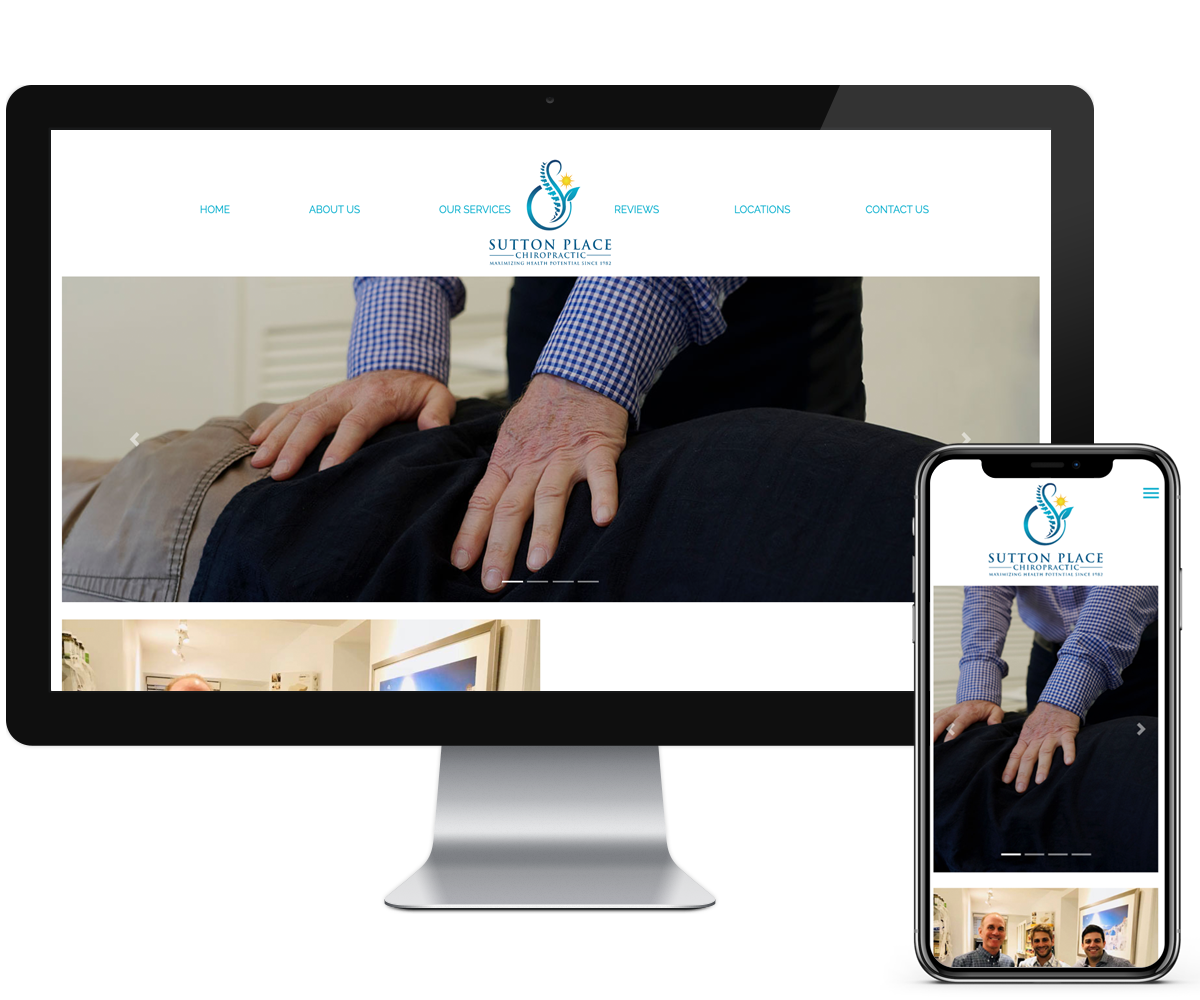 HOME
ABOUT US
OUR SERVICES
REVIEWS
LOCATIONS
CONTACT US
SUTTON PLACE
CHIROPRACTIC
MAXIMIZING HEALTH POTENTIAL SINCE 1982
SUTTON PLACE
CHIROPRACTIC
MAXIMIZING HEALTH POTENTIAL SINCE 1982